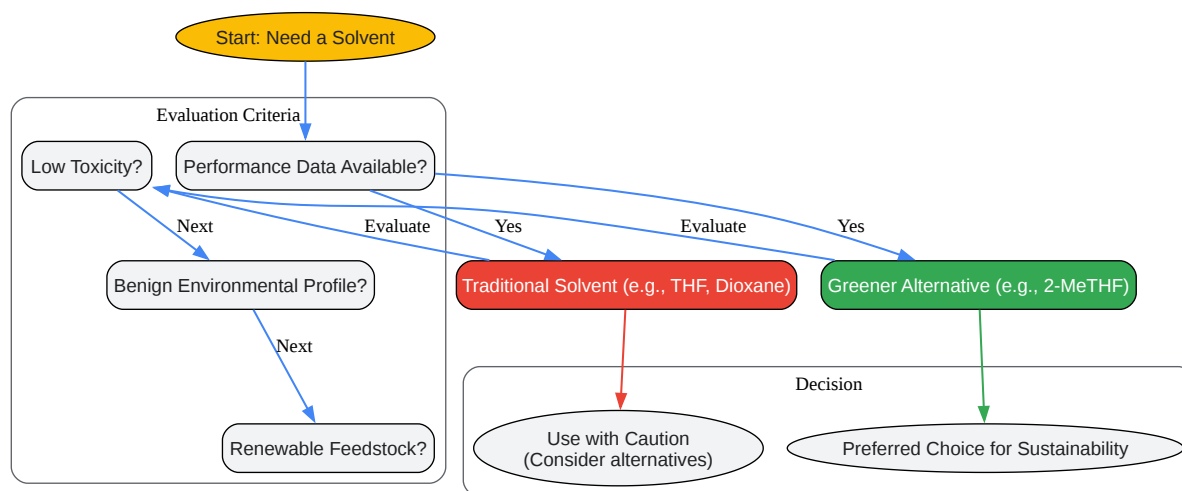 Start: Need a Solvent
Evaluation Criteria
Low Toxicity?
Performance Data Available?
Next
Evaluate
Yes
Evaluate
Yes
Benign Environmental Profile?
Traditional Solvent (e.g., THF, Dioxane)
Greener Alternative (e.g., 2-MeTHF)
Next
Decision
Renewable Feedstock?
Use with Caution
(Consider alternatives)
Preferred Choice for Sustainability